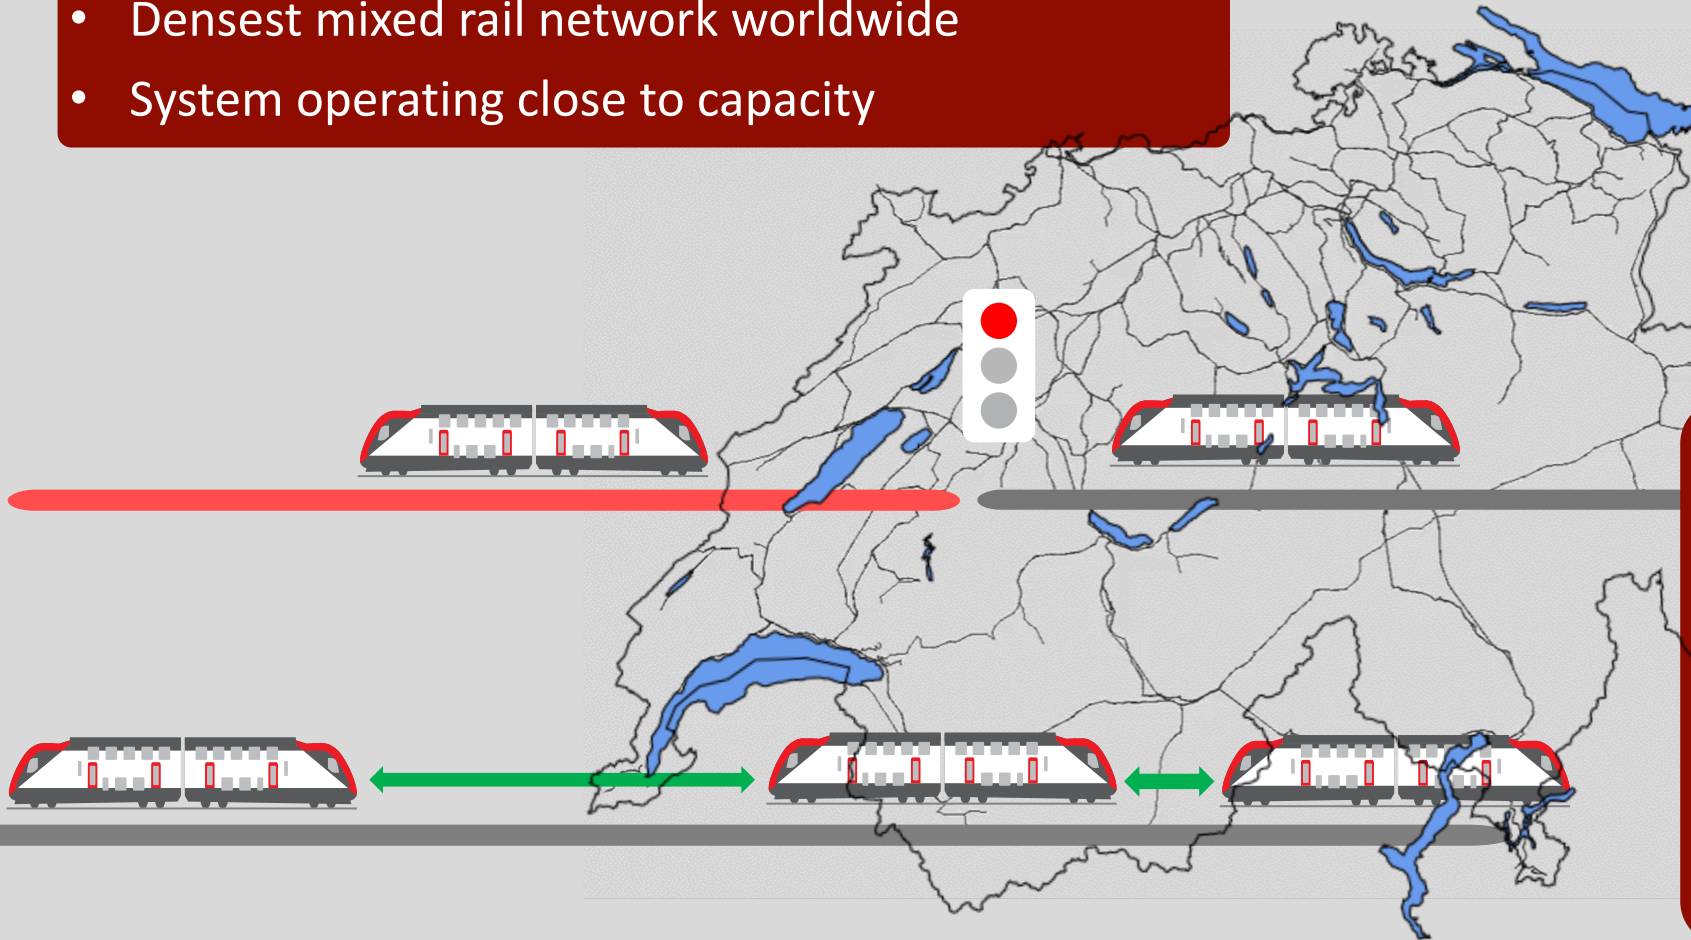 • Densest mixed rail network worldwide
• System operating close to capacity